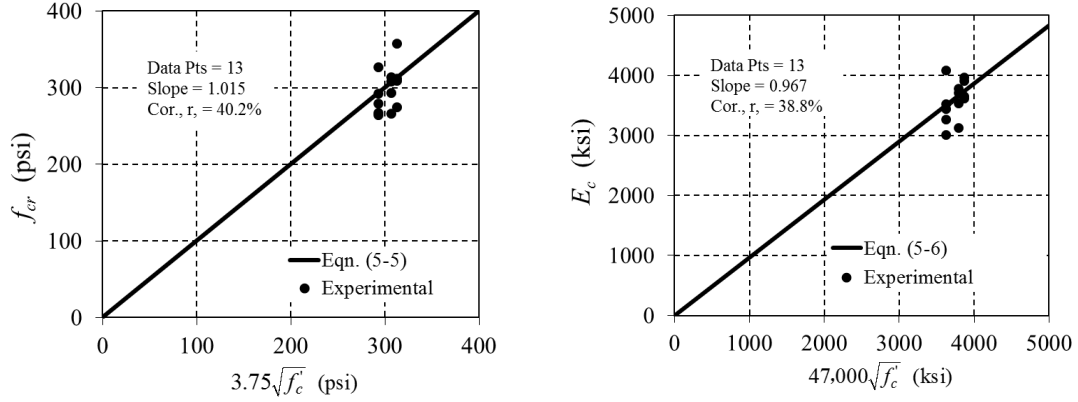 400
300
200
100
0
f_cr (psi)
Data Pts = 13
Slope = 1.015
Cor., r, = 40.2%
Eqn. (5-5)
Experimental
0 100 200 300 400
3.75√f'c (psi)
5000
4000
3000
2000
1000
0
E_c (ksi)
Data Pts = 13
Slope = 0.967
Cor., r, = 38.8%
Eqn. (5-6)
Experimental
0 1000 2000 3000 4000 5000
47,000√f'c (ksi)